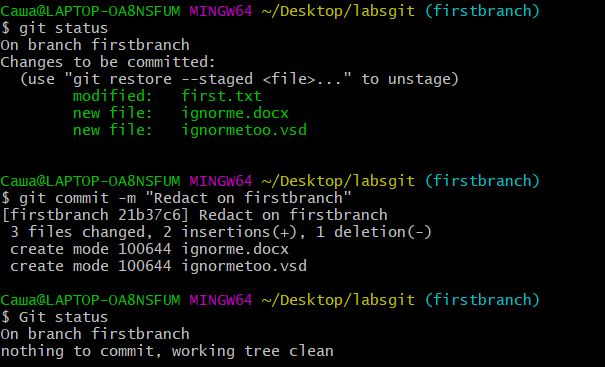 Саша@LAPTOP-OA8NSFUM MINGW64 ~/Desktop/labsgit (firstbranch)
$ git status
On branch firstbranch
Changes to be committed:
  (use "git restore --staged <file>..." to unstage)
        modified:   first.txt
        new file:   ignorme.docx
        new file:   ignormetoo.vsd
Саша@LAPTOP-OA8NSFUM MINGW64 ~/Desktop/labsgit (firstbranch)
$ git commit -m "Redact on firstbranch"
[firstbranch 21b37c6] Redact on firstbranch
 3 files changed, 2 insertions(+), 1 deletion(-)
 create mode 100644 ignorme.docx
 create mode 100644 ignormetoo.vsd
Саша@LAPTOP-OA8NSFUM MINGW64 ~/Desktop/labsgit (firstbranch)
$ Git status
On branch firstbranch
nothing to commit, working tree clean